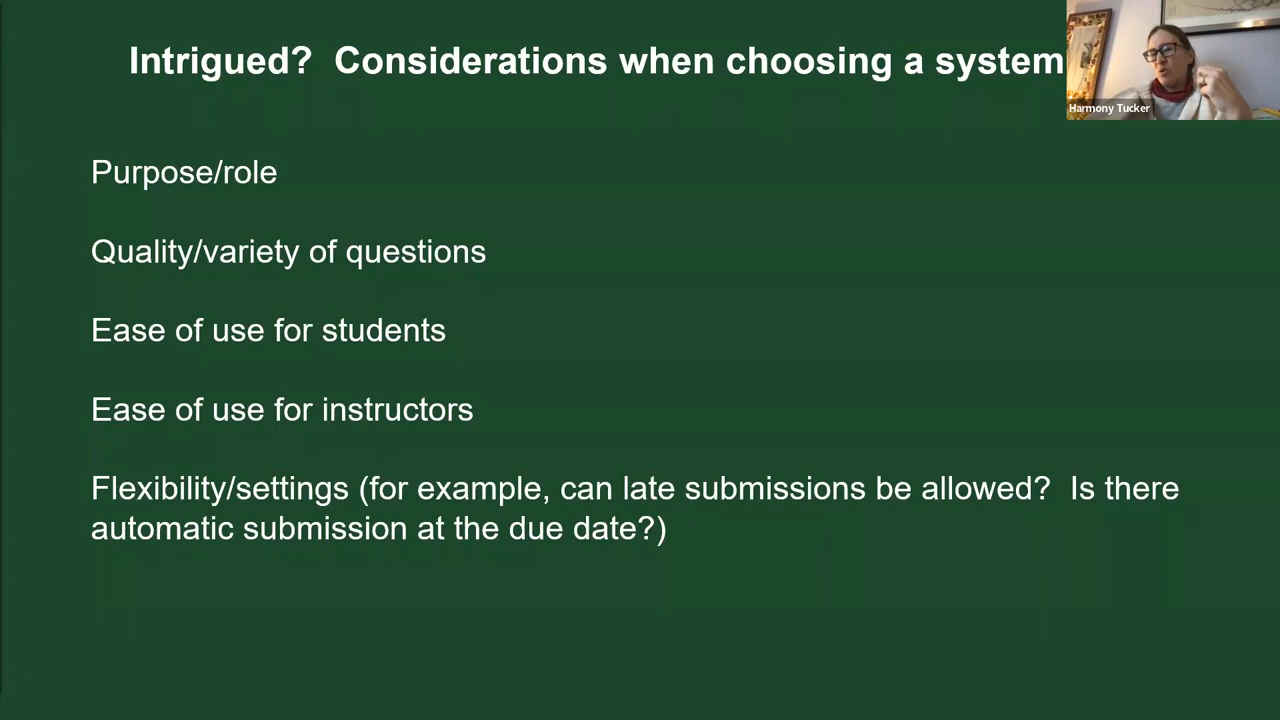 Intrigued?  Considerations when choosing a system
Harmony Tucker
Purpose/role
Quality/variety of questions
Ease of use for students
Ease of use for instructors
Flexibility/settings (for example, can late submissions be allowed?  Is there
automatic submission at the due date?)